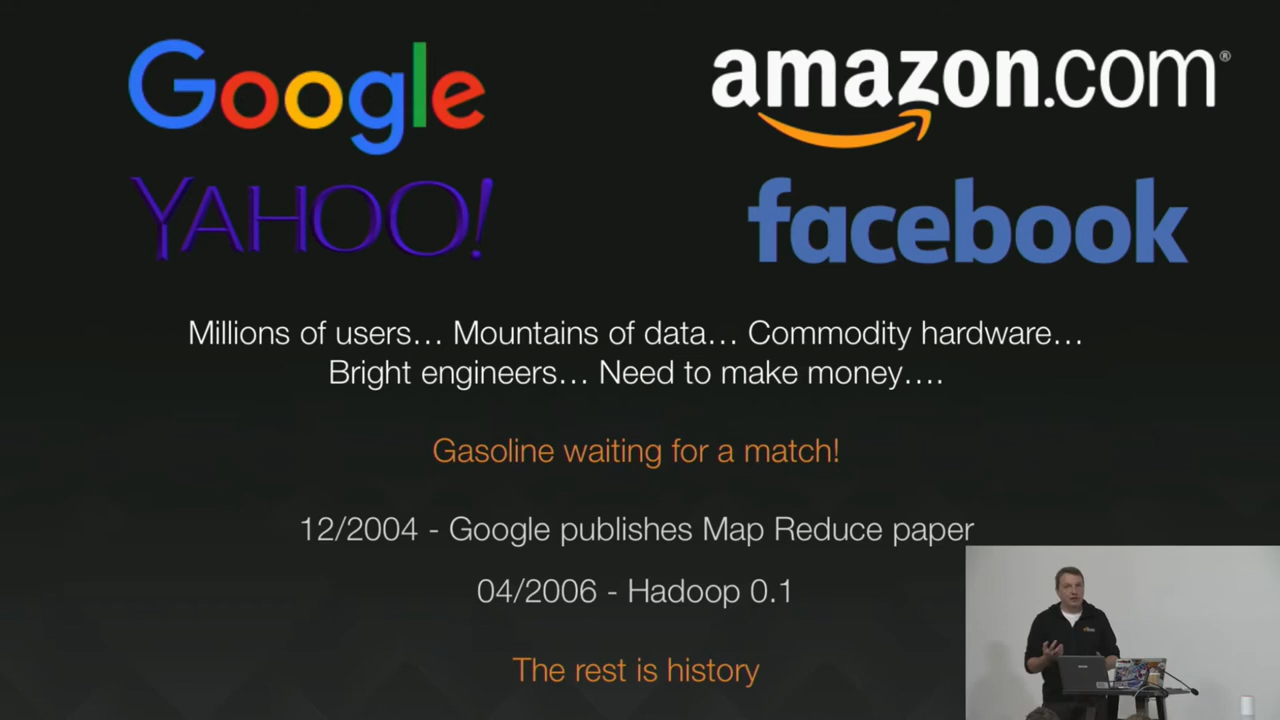 Google
amazon.com®
YAHOO!
facebook
Millions of users… Mountains of data… Commodity hardware…
Bright engineers… Need to make money….
Gasoline waiting for a match!
12/2004 - Google publishes Map Reduce paper
04/2006 - Hadoop 0.1
The rest is history